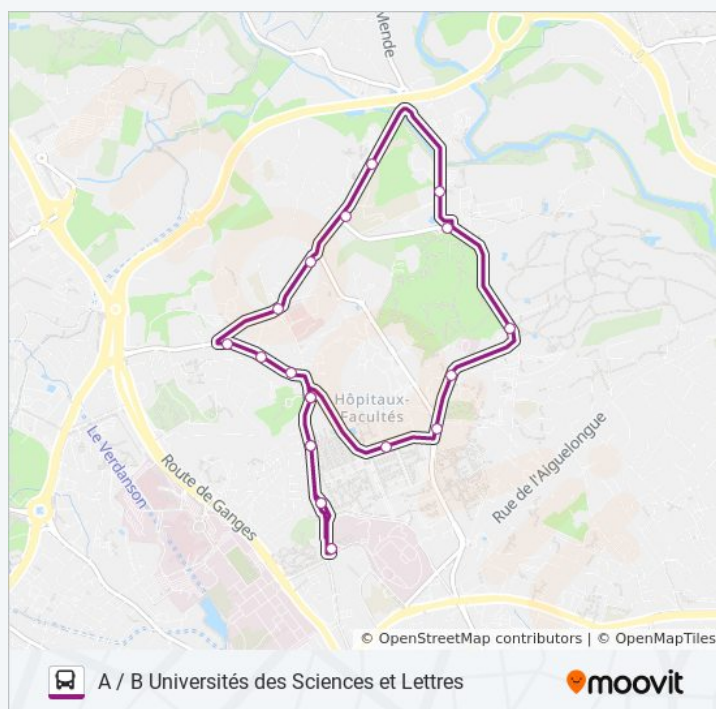 Mende
Hôpitaux-
Facultés
Le Verdanson
Route de Ganges
Rue de l'Aiguelongue
© OpenStreetMap contributors | © OpenMapTiles
A / B Universités des Sciences et Lettres
moovit